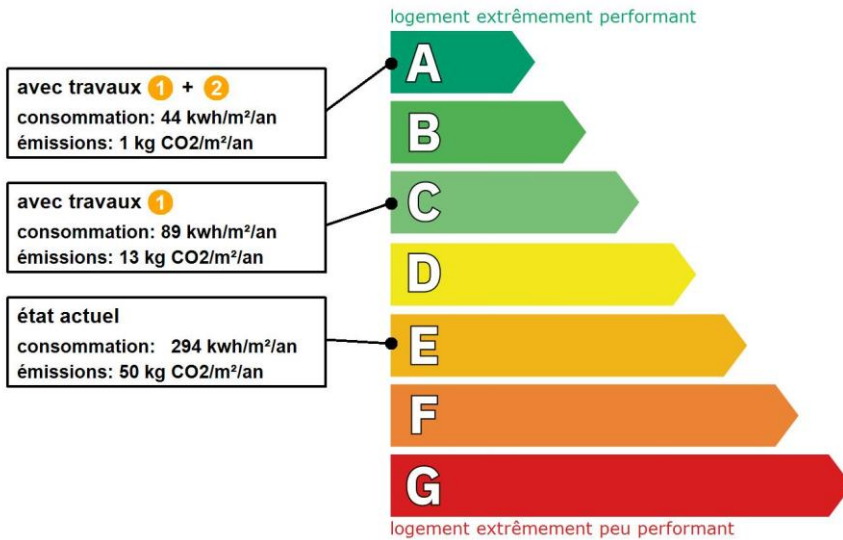 logement extrêmement performant
avec travaux 1 + 2
consommation: 44 kwh/m²/an
émissions: 1 kg CO2/m²/an
avec travaux 1
consommation: 89 kwh/m²/an
émissions: 13 kg CO2/m²/an
état actuel
consommation: 294 kwh/m²/an
émissions: 50 kg CO2/m²/an
A
B
C
D
E
F
G
logement extrêmement peu performant